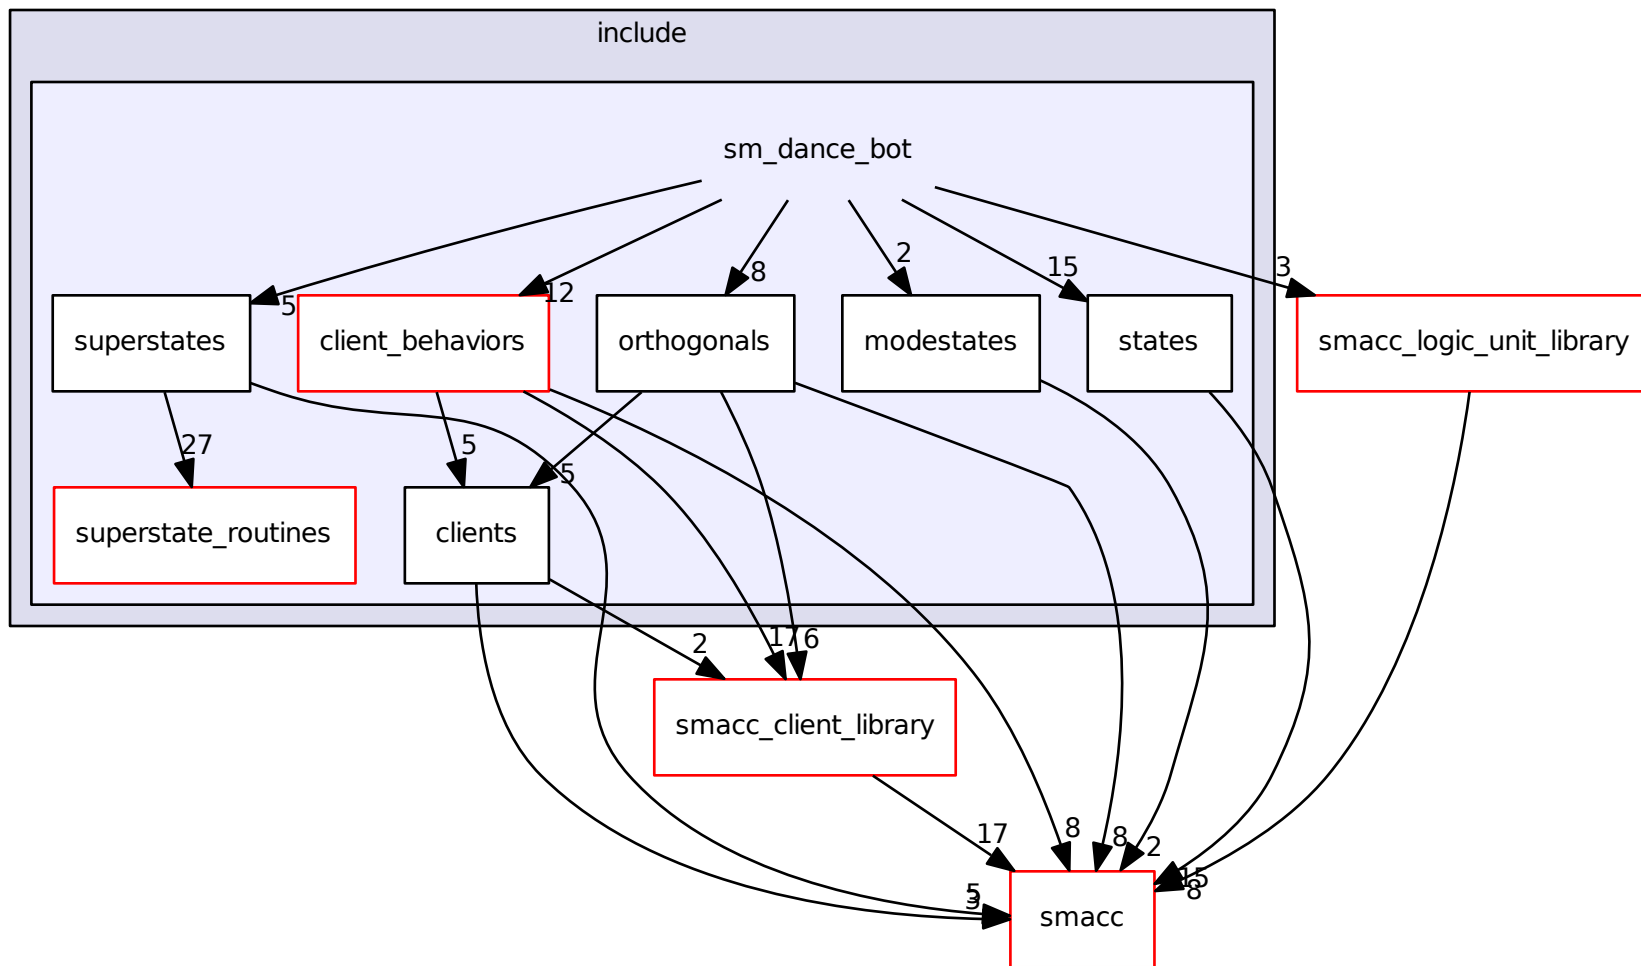 include
sm_dance_bot
2
3
15
8
12
5
superstates
client_behaviors
orthogonals
modestates
states
smacc_logic_unit_library
27
5
5
superstate_routines
clients
2
17
6
smacc_client_library
17
8
8
2
15
8
5
smacc